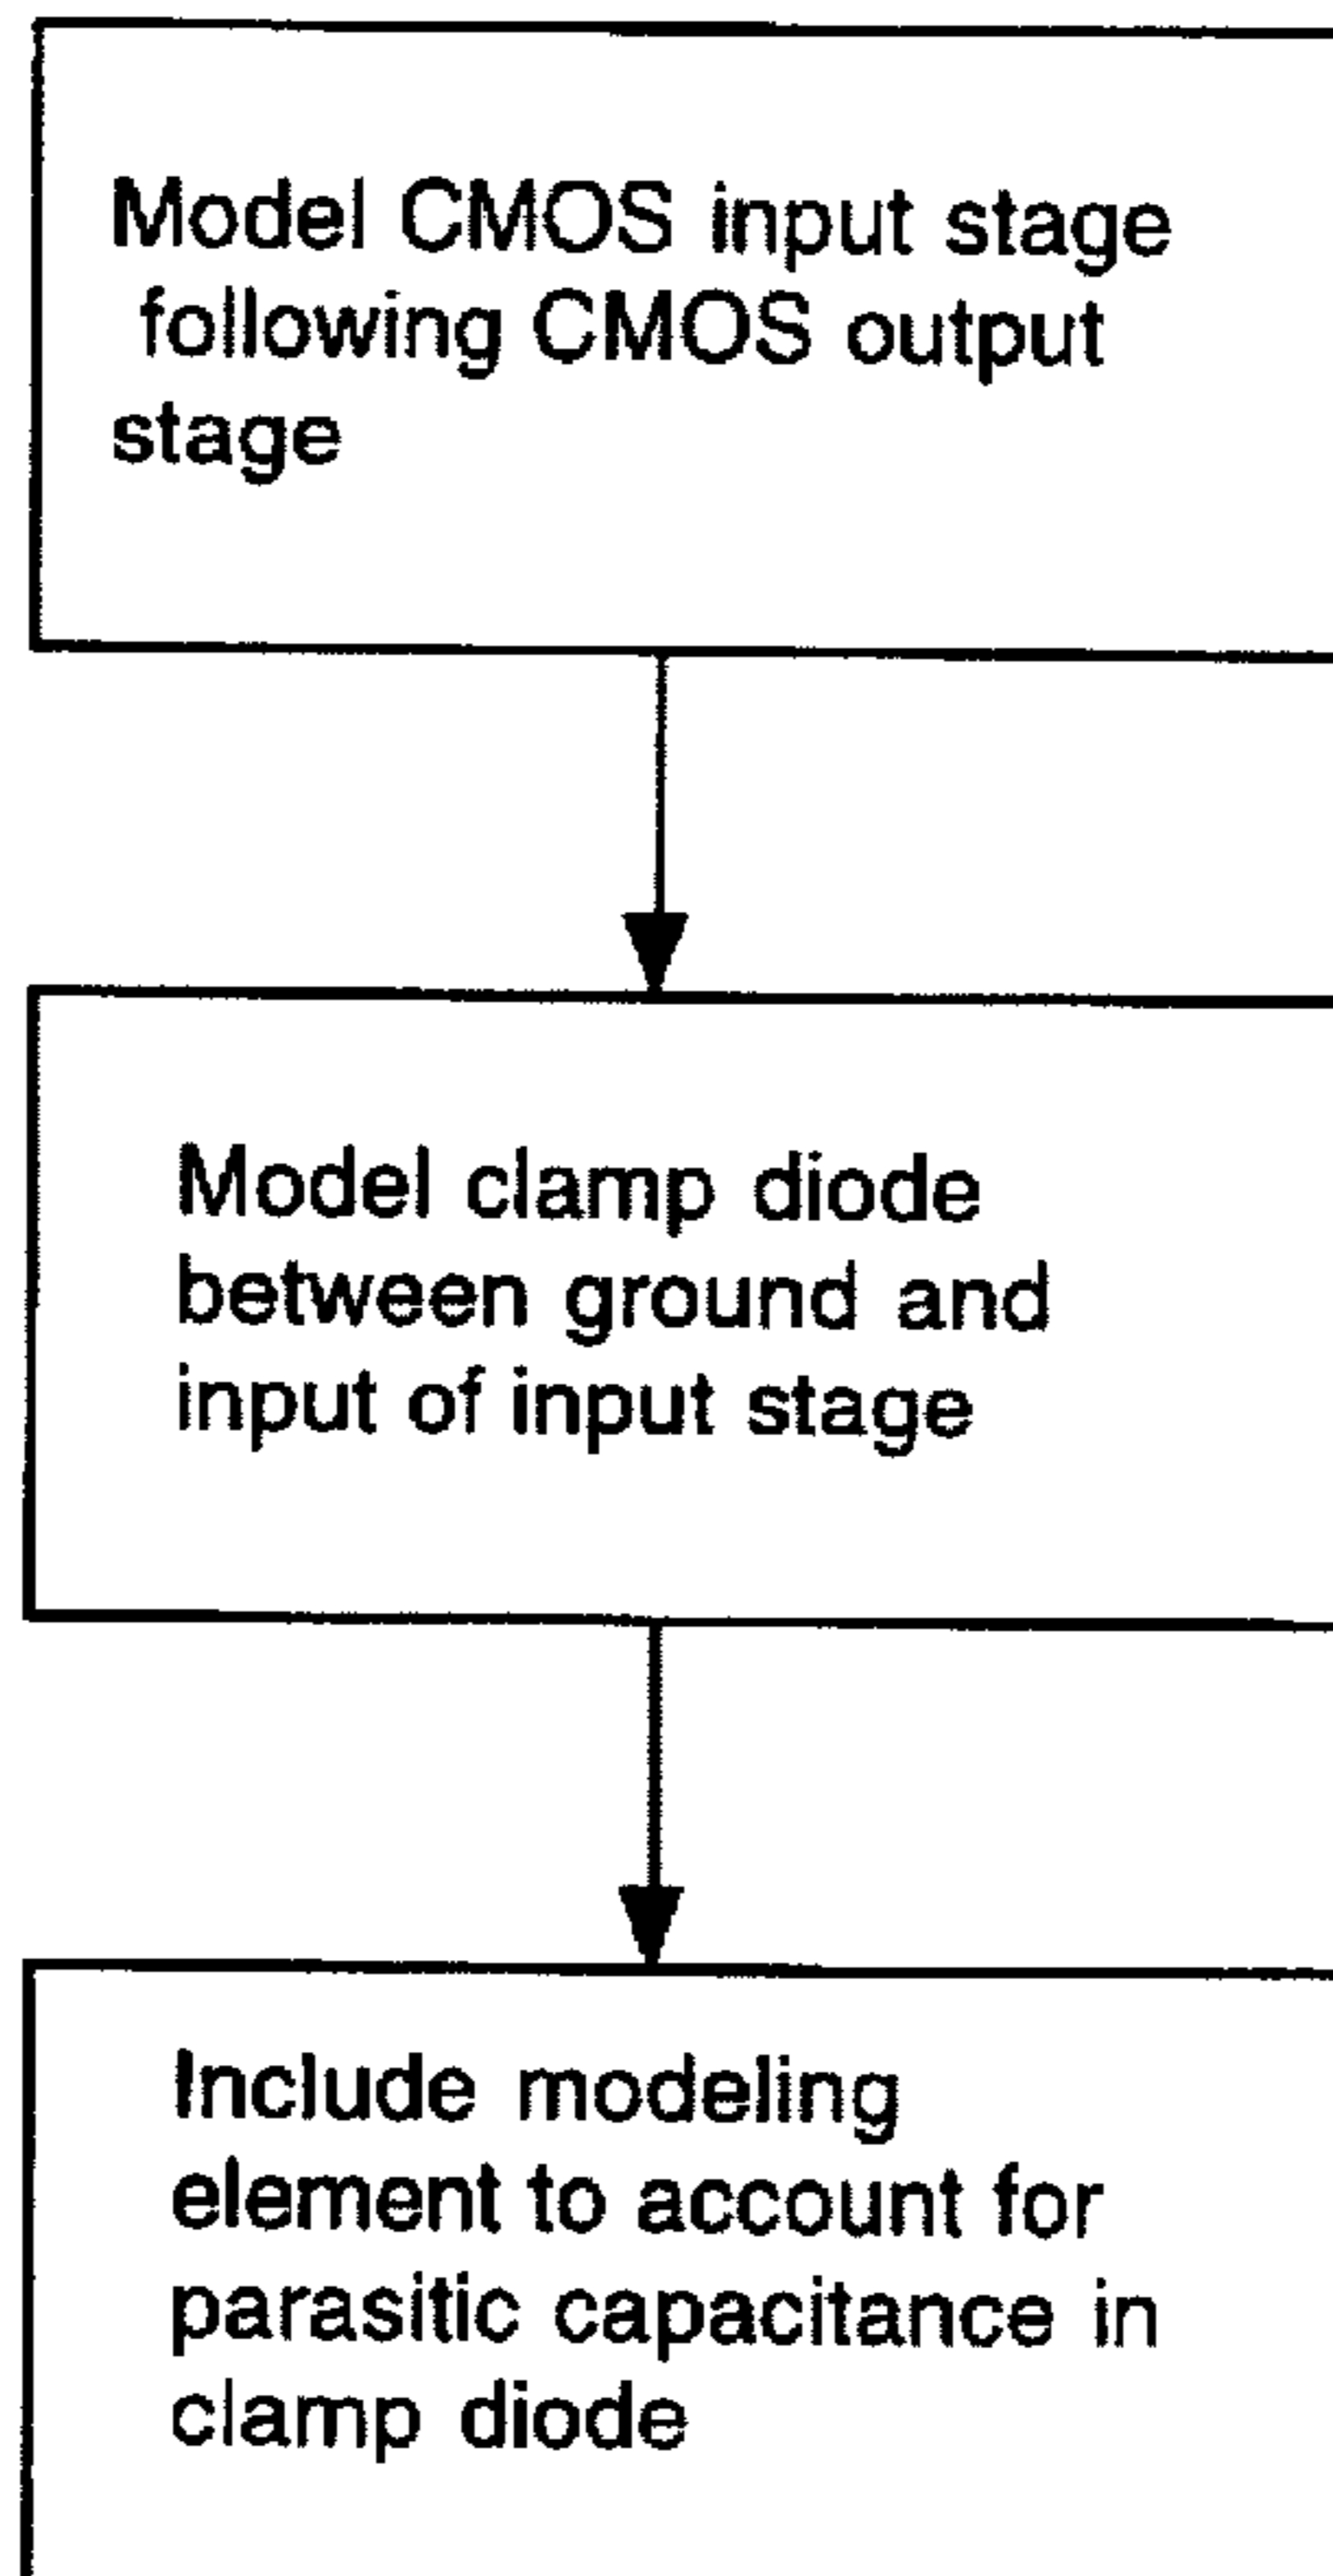 Model CMOS input stage
following CMOS output
stage
Model clamp diode
between ground and
input of input stage
Include modeling
element to account for
parasitic capacitance in
clamp diode